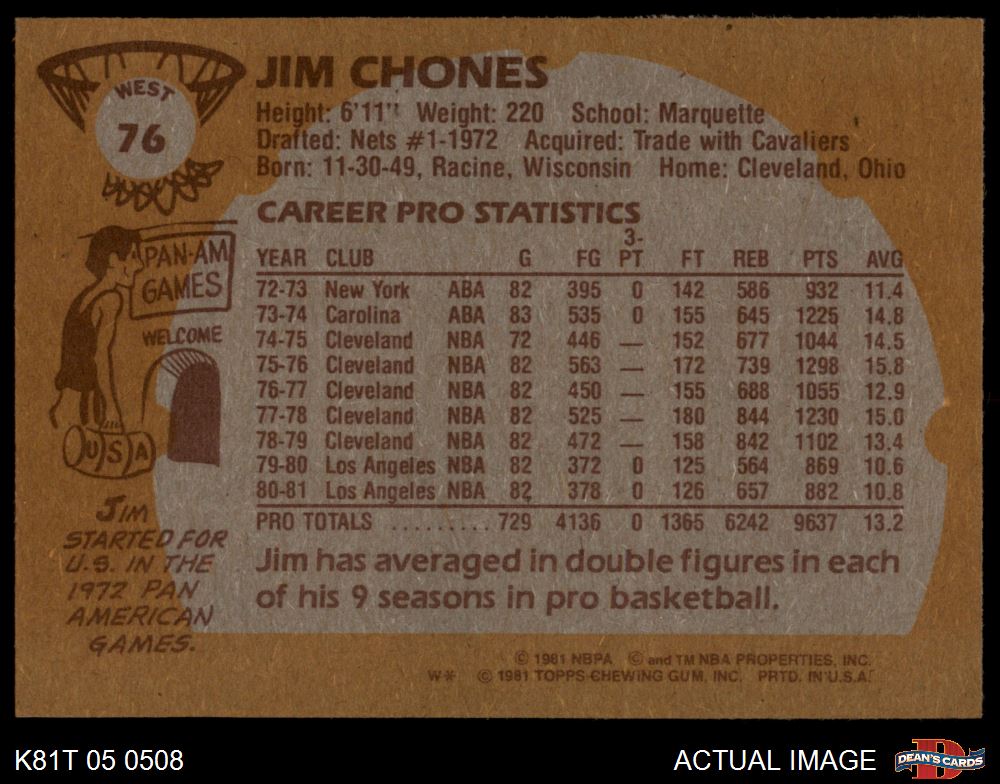 WEST
76
JIM CHONES
Height: 6'11" Weight: 220 School: Marquette
Drafted: Nets #1-1972 Acquired: Trade with Cavaliers
Born: 11-30-49, Racine, Wisconsin Home: Cleveland, Ohio
CAREER PRO STATISTICS
YEAR CLUB G FG 3-PT FT REB PTS AVG
72-73 New York ABA 82 395 0 142 586 932 11.4
73-74 Carolina ABA 83 535 0 155 645 1225 14.8
74-75 Cleveland NBA 72 446 — 152 677 1044 14.5
75-76 Cleveland NBA 82 563 — 172 739 1298 15.8
76-77 Cleveland NBA 82 450 — 155 688 1055 12.9
77-78 Cleveland NBA 82 525 — 180 844 1230 15.0
78-79 Cleveland NBA 82 472 — 158 842 1102 13.4
79-80 Los Angeles NBA 82 372 0 125 564 869 10.6
80-81 Los Angeles NBA 82 378 0 126 657 882 10.8
PRO TOTALS .......... 729 4136 0 1365 6242 9637 13.2
Jim has averaged in double figures in each
of his 9 seasons in pro basketball.
PAN-AM
GAMES
WELCOME
USA
JIM
STARTED FOR
U.S. IN THE
1972 PAN
AMERICAN
GAMES.
© 1981 NBPA © and TM NBA PROPERTIES, INC.
W* © 1981 TOPPS CHEWING GUM, INC. PRTD. IN U.S.A.
K81T 05 0508
ACTUAL IMAGE
D
DEAN'S CARDS